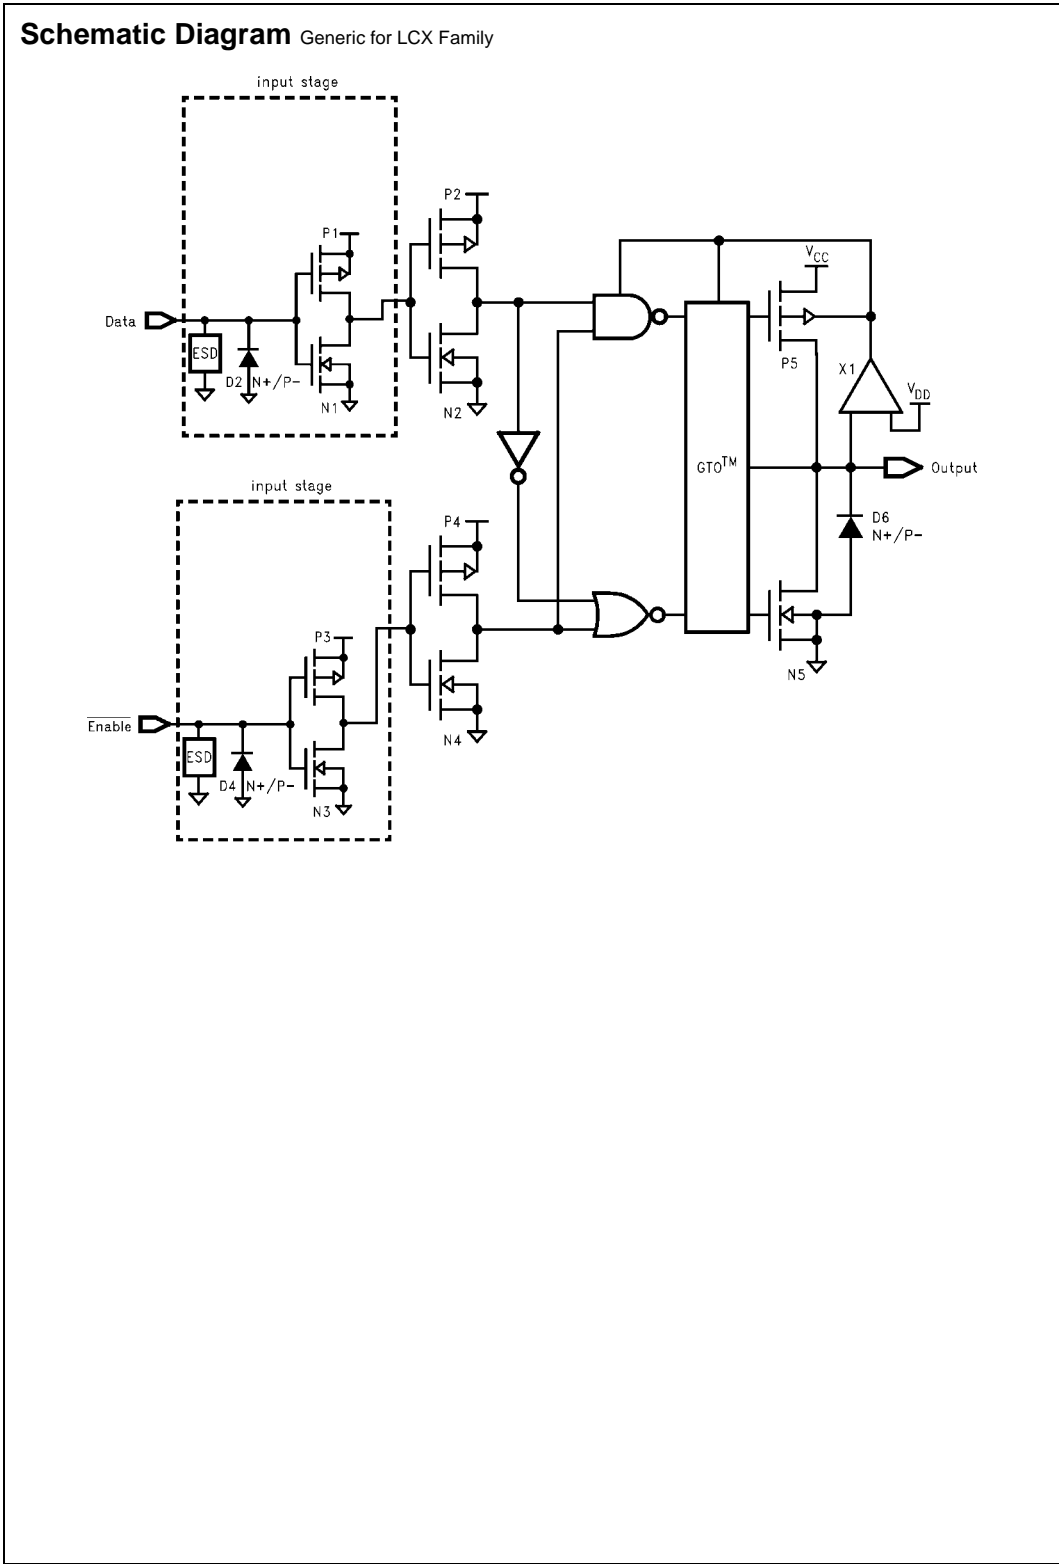 Schematic Diagram Generic for LCX Family
input stage
P2
P1
V_CC
Data
ESD
D2 N+/P-
N1
N2
P5
X1
V_DD
GTO™
Output
input stage
P4
D6
N+/P-
P3
N5
Enable
ESD
D4 N+/P-
N3
N4